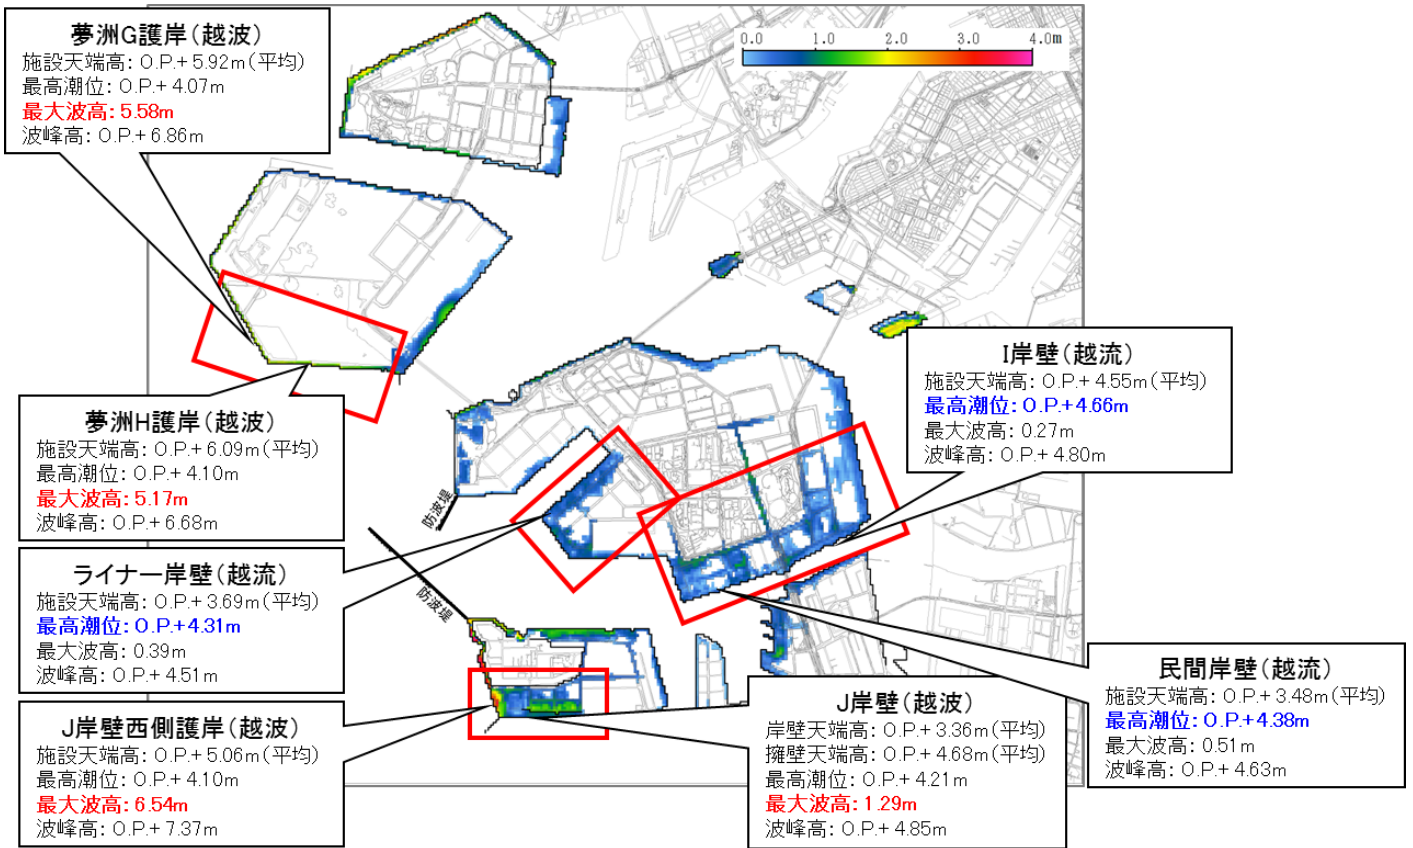 夢洲G護岸(越波)
施設天端高: O.P.+ 5.92m(平均)
最高潮位: O.P.+ 4.07m
最大波高: 5.58m
波峰高: O.P.+ 6.86m
0.0 1.0 2.0 3.0 4.0m
I岸壁(越流)
施設天端高: O.P.+ 4.55m(平均)
最高潮位: O.P.+4.66m
最大波高: 0.27m
波峰高: O.P.+ 4.80m
夢洲H護岸(越波)
施設天端高: O.P.+6.09m(平均)
最高潮位: O.P.+ 4.10m
最大波高: 5.17m
波峰高: O.P.+ 6.68m
防波堤
ライナー岸壁(越流)
施設天端高: O.P.+ 3.69m(平均)
最高潮位: O.P.+4.31m
最大波高: 0.39m
波峰高: O.P.+ 4.51m
防波堤
民間岸壁(越流)
施設天端高: O.P.+ 3.48m(平均)
最高潮位: O.P.+4.38m
最大波高: 0.51m
波峰高: O.P.+ 4.63m
J岸壁西側護岸(越波)
施設天端高: O.P.+ 5.06m(平均)
最高潮位: O.P.+ 4.10m
最大波高: 6.54m
波峰高: O.P.+ 7.37m
J岸壁(越波)
岸壁天端高: O.P.+ 3.36m(平均)
擁壁天端高: O.P.+ 4.68m(平均)
最高潮位: O.P.+ 4.21m
最大波高: 1.29m
波峰高: O.P.+ 4.85m